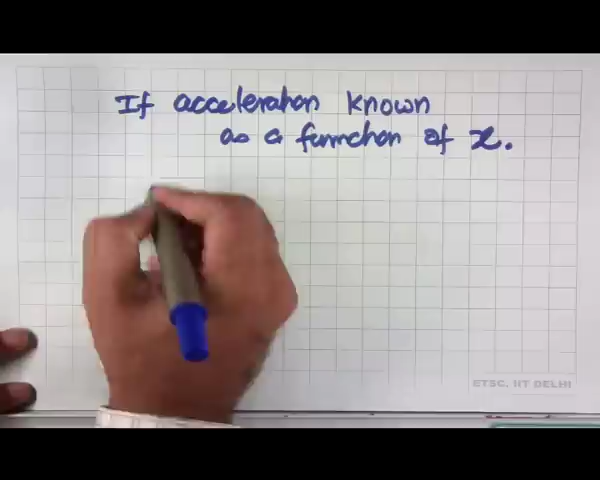 If acceleration known
as a function of x.
ETSC, IIT DELHI